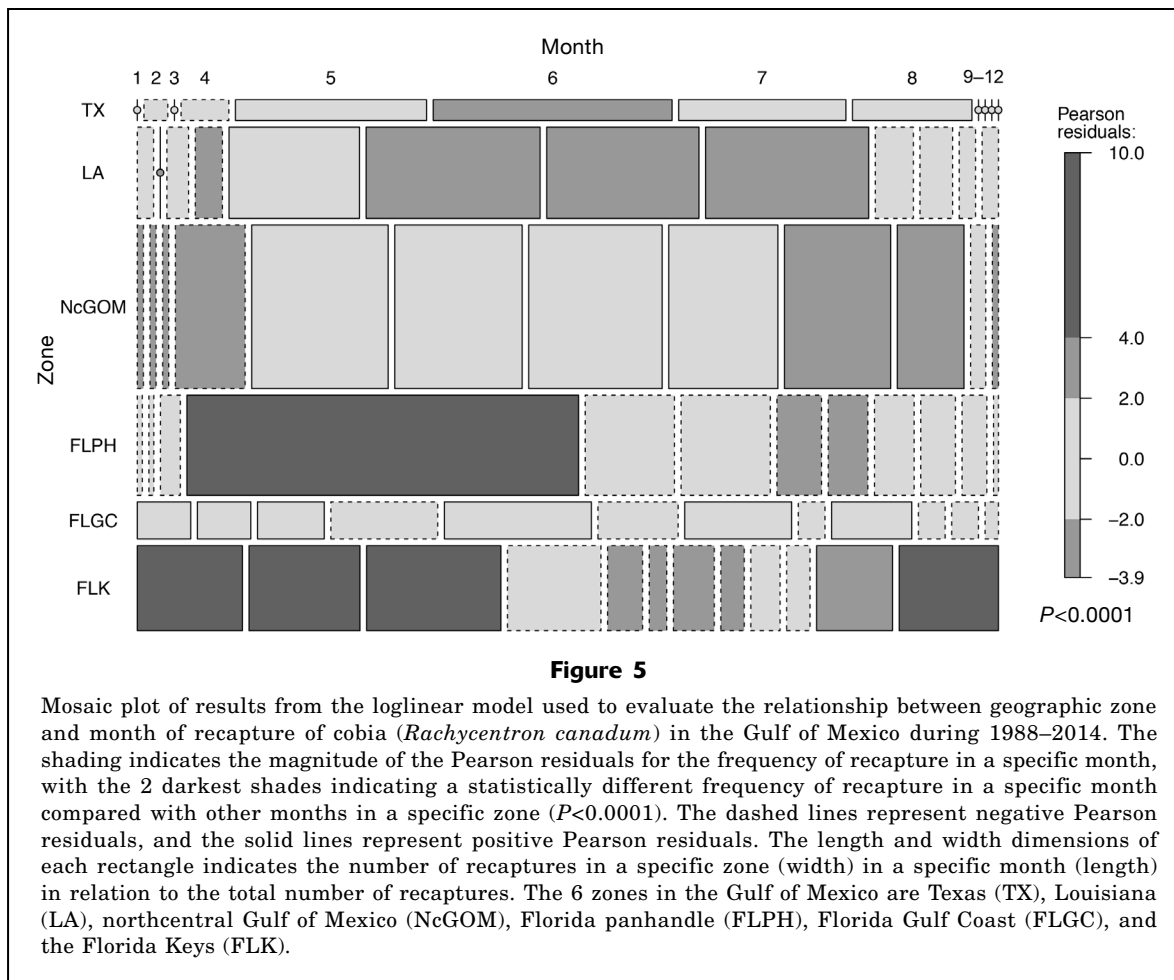 Month
1 2 3 4 5 6 7 8 9–12
TX
LA
NcGOM
FLPH
FLGC
FLK
Zone
Pearson
residuals:
10.0
4.0
2.0
0.0
−2.0
−3.9
P<0.0001
Figure 5
Mosaic plot of results from the loglinear model used to evaluate the relationship between geographic zone
and month of recapture of cobia (Rachycentron canadum) in the Gulf of Mexico during 1988–2014. The
shading indicates the magnitude of the Pearson residuals for the frequency of recapture in a specific month,
with the 2 darkest shades indicating a statistically different frequency of recapture in a specific month
compared with other months in a specific zone (P<0.0001). The dashed lines represent negative Pearson
residuals, and the solid lines represent positive Pearson residuals. The length and width dimensions of
each rectangle indicates the number of recaptures in a specific zone (width) in a specific month (length)
in relation to the total number of recaptures. The 6 zones in the Gulf of Mexico are Texas (TX), Louisiana
(LA), northcentral Gulf of Mexico (NcGOM), Florida panhandle (FLPH), Florida Gulf Coast (FLGC), and
the Florida Keys (FLK).